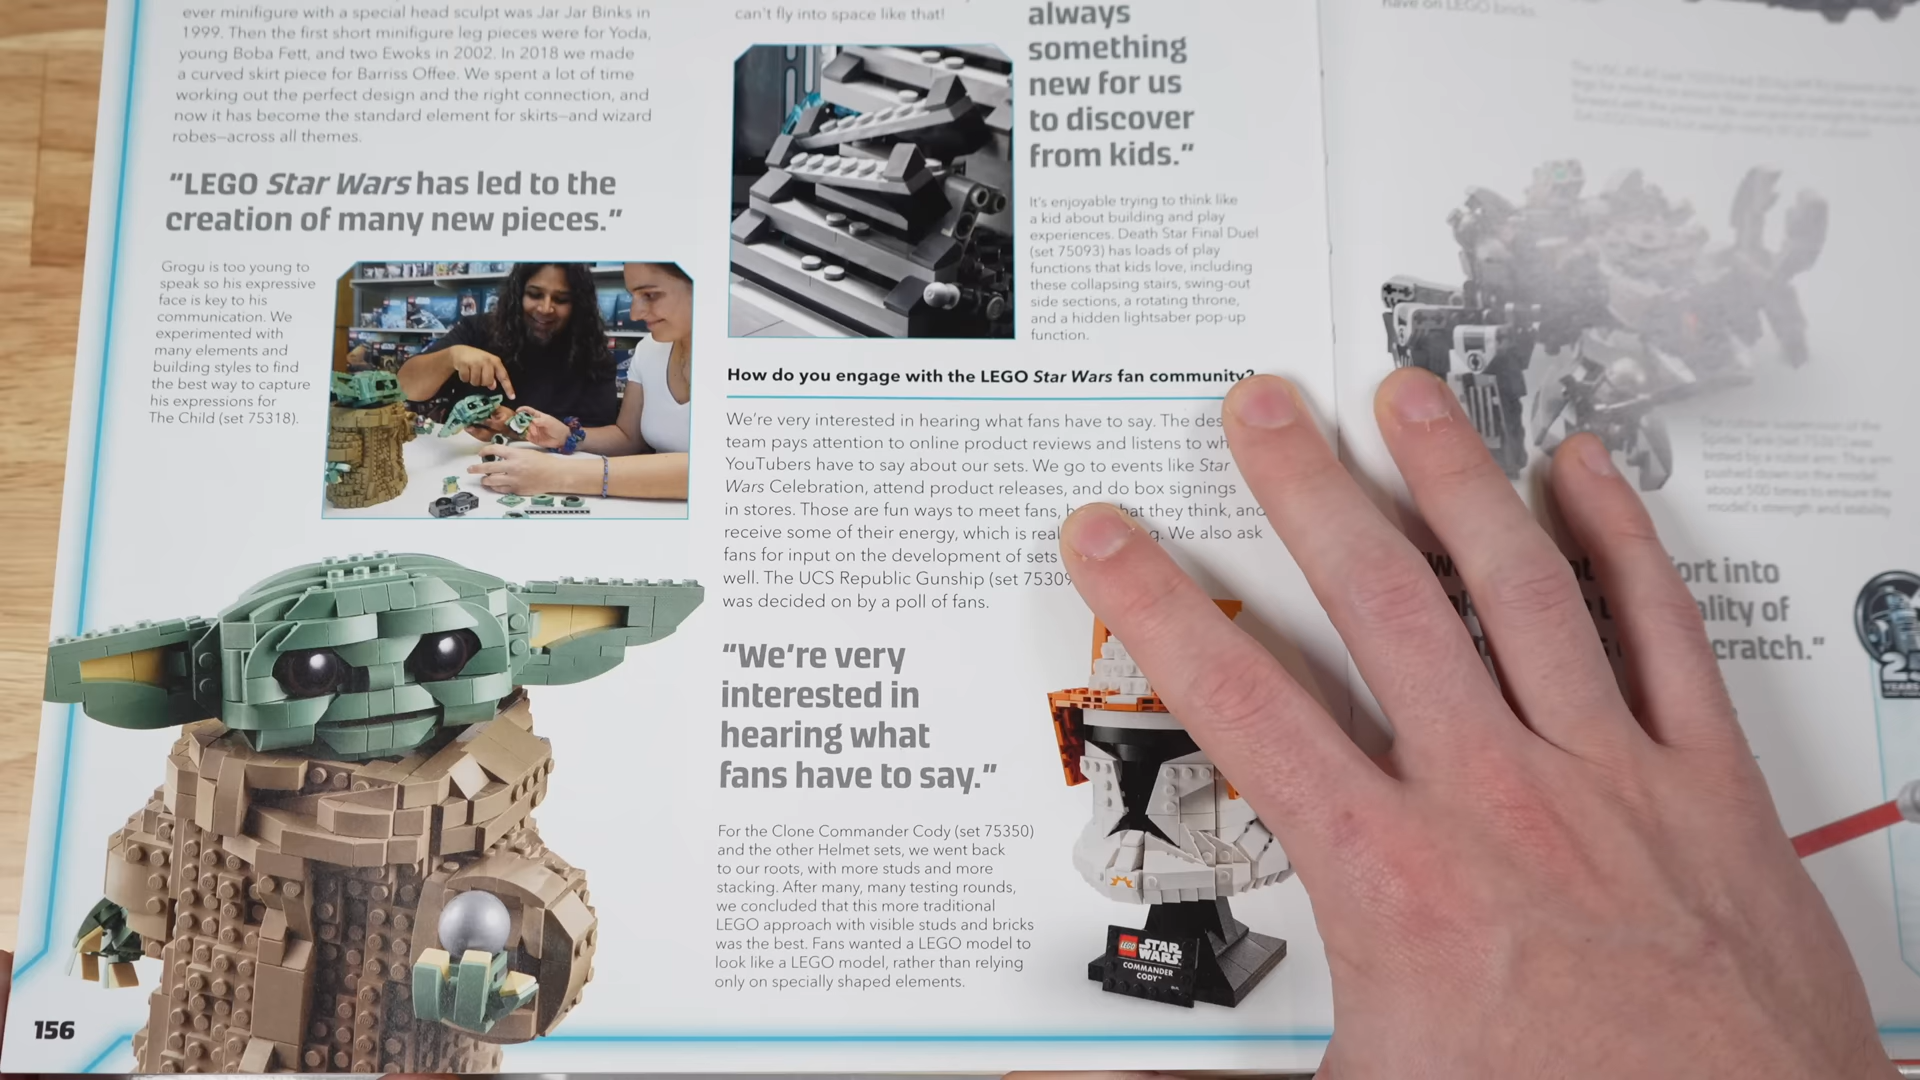 ever minifigure with a special head sculpt was Jar Jar Binks in
1999. Then the first short minifigure leg pieces were for Yoda,
young Boba Fett, and two Ewoks in 2002. In 2018 we made
a curved skirt piece for Barriss Offee. We spent a lot of time
working out the perfect design and the right connection, and
now it has become the standard element for skirts—and wizard
robes—across all themes.
"LEGO Star Wars has led to the
creation of many new pieces."
Grogu is too young to
speak so his expressive
face is key to his
communication. We
experimented with
many elements and
building styles to find
the best way to capture
his expressions for
The Child (set 75318).
156
can't fly into space like that!
always
something
new for us
to discover
from kids."
It's enjoyable trying to think like
a kid about building and play
experiences. Death Star Final Duel
(set 75093) has loads of play
functions that kids love, including
these collapsing stairs, swing-out
side sections, a rotating throne,
and a hidden lightsaber pop-up
function.
How do you engage with the LEGO Star Wars fan community?
We're very interested in hearing what fans have to say. The
team pays attention to online product reviews and listens to
YouTubers have to say about our sets. We go to events like Star
Wars Celebration, attend product releases, and do box signings
in stores. Those are fun ways to meet fans, they think, and
receive some of their energy, which is We also ask
fans for input on the development of sets
well. The UCS Republic Gunship (set 75309
was decided on by a poll of fans.
"We're very
interested in
hearing what
fans have to say."
For the Clone Commander Cody (set 75350)
and the other Helmet sets, we went back
to our roots, with more studs and more
stacking. After many, many testing rounds,
we concluded that this more traditional
LEGO approach with visible studs and bricks
was the best. Fans wanted a LEGO model to
look like a LEGO model, rather than relying
only on specially shaped elements.
LEGO STAR WARS
COMMANDER
CODY
have on LEGO bricks.
into
of